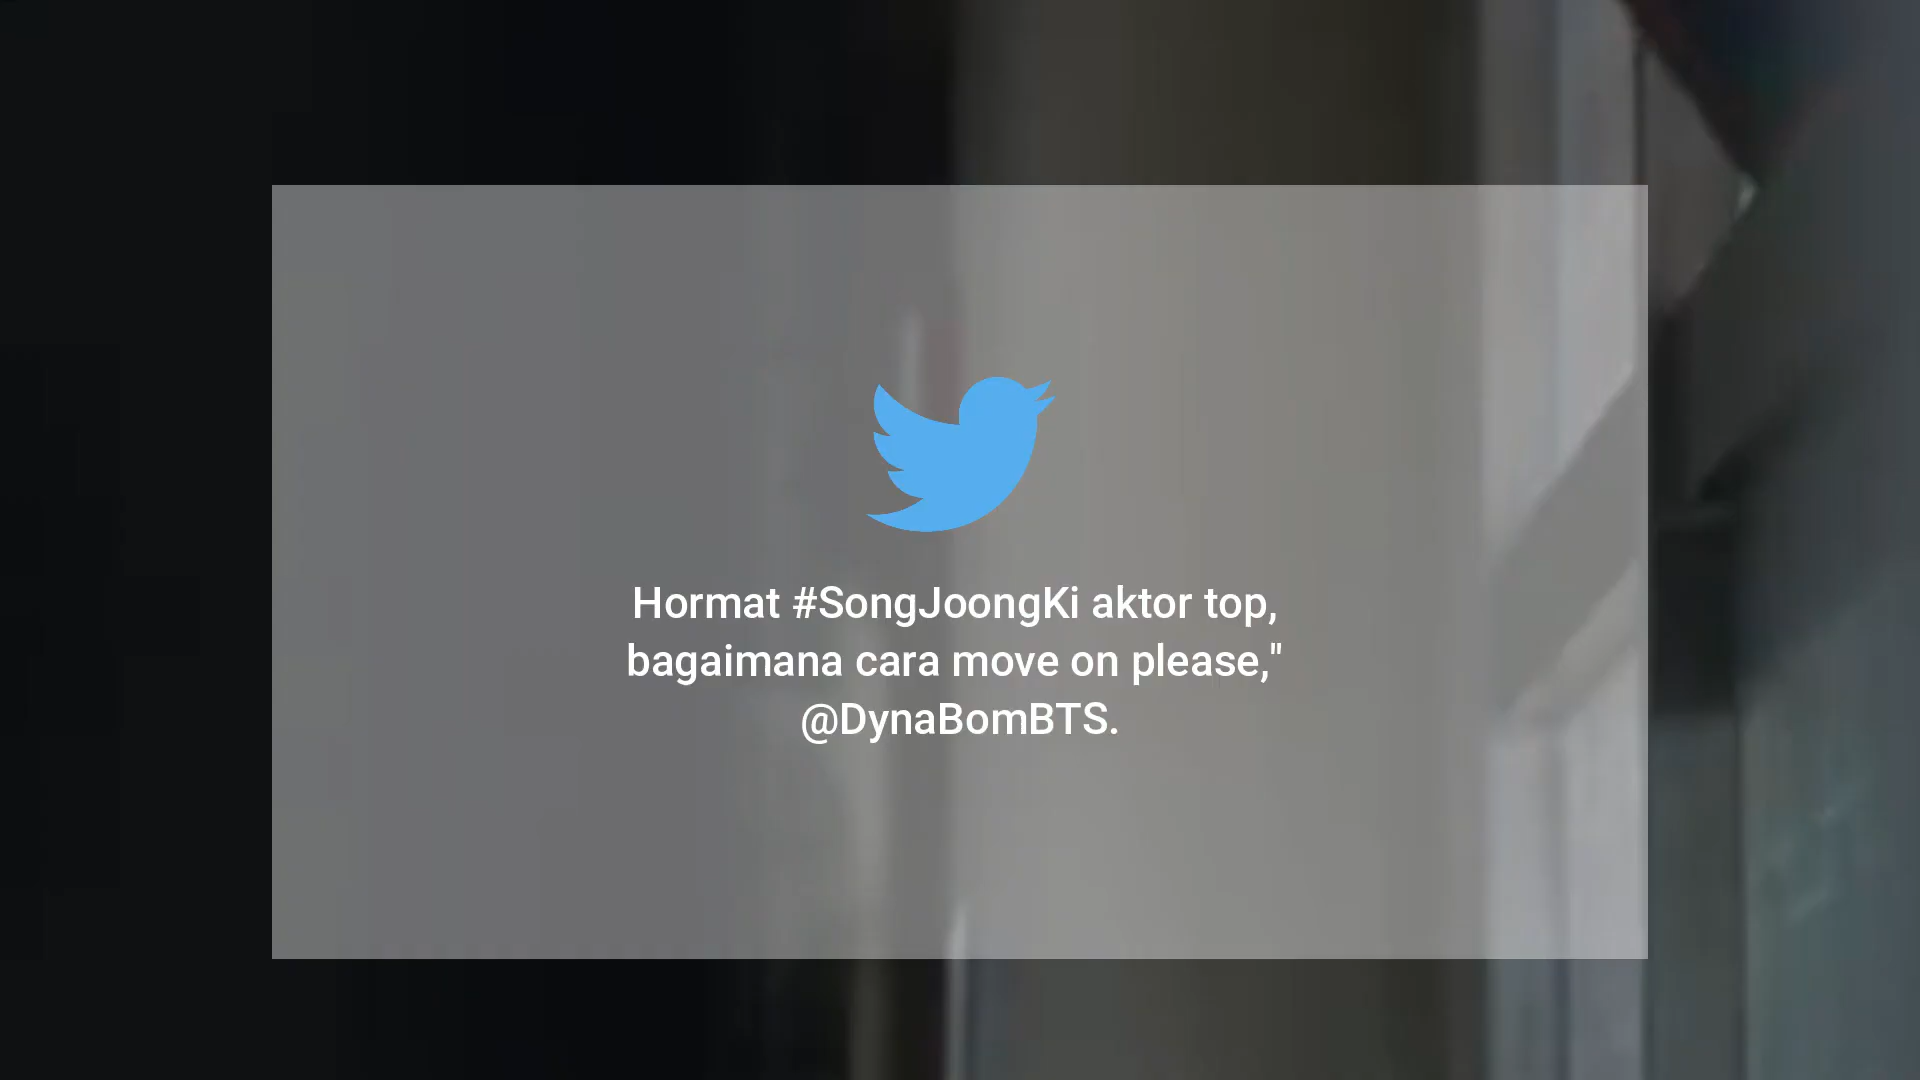 Hormat #SongJoongKi aktor top,
bagaimana cara move on please,"
@DynaBomBTS.